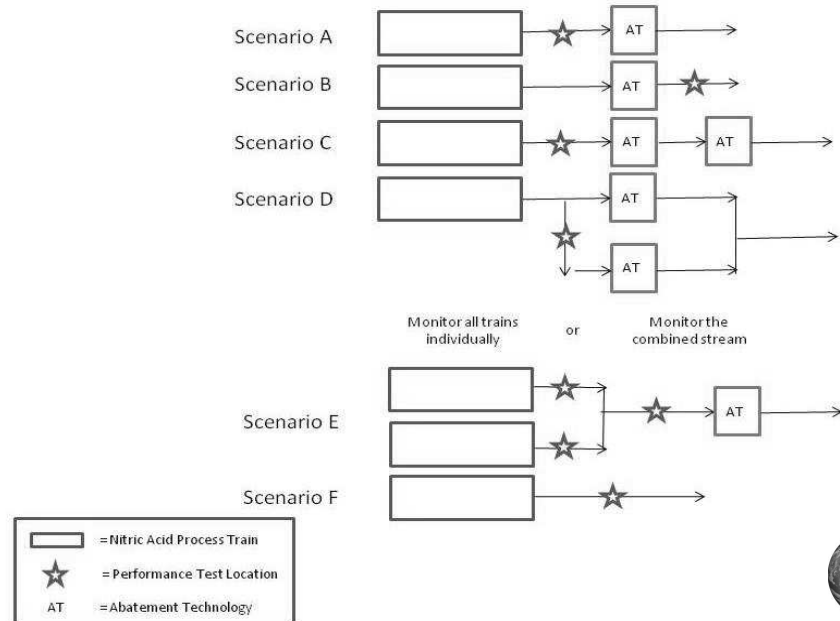 Scenario A
AT
Scenario B
AT
Scenario C
AT
AT
Scenario D
AT
AT
Monitor all trains
individually
or
Monitor the
combined stream
Scenario E
AT
Scenario F
= Nitric Acid Process Train
= Performance Test Location
AT = Abatement Technology